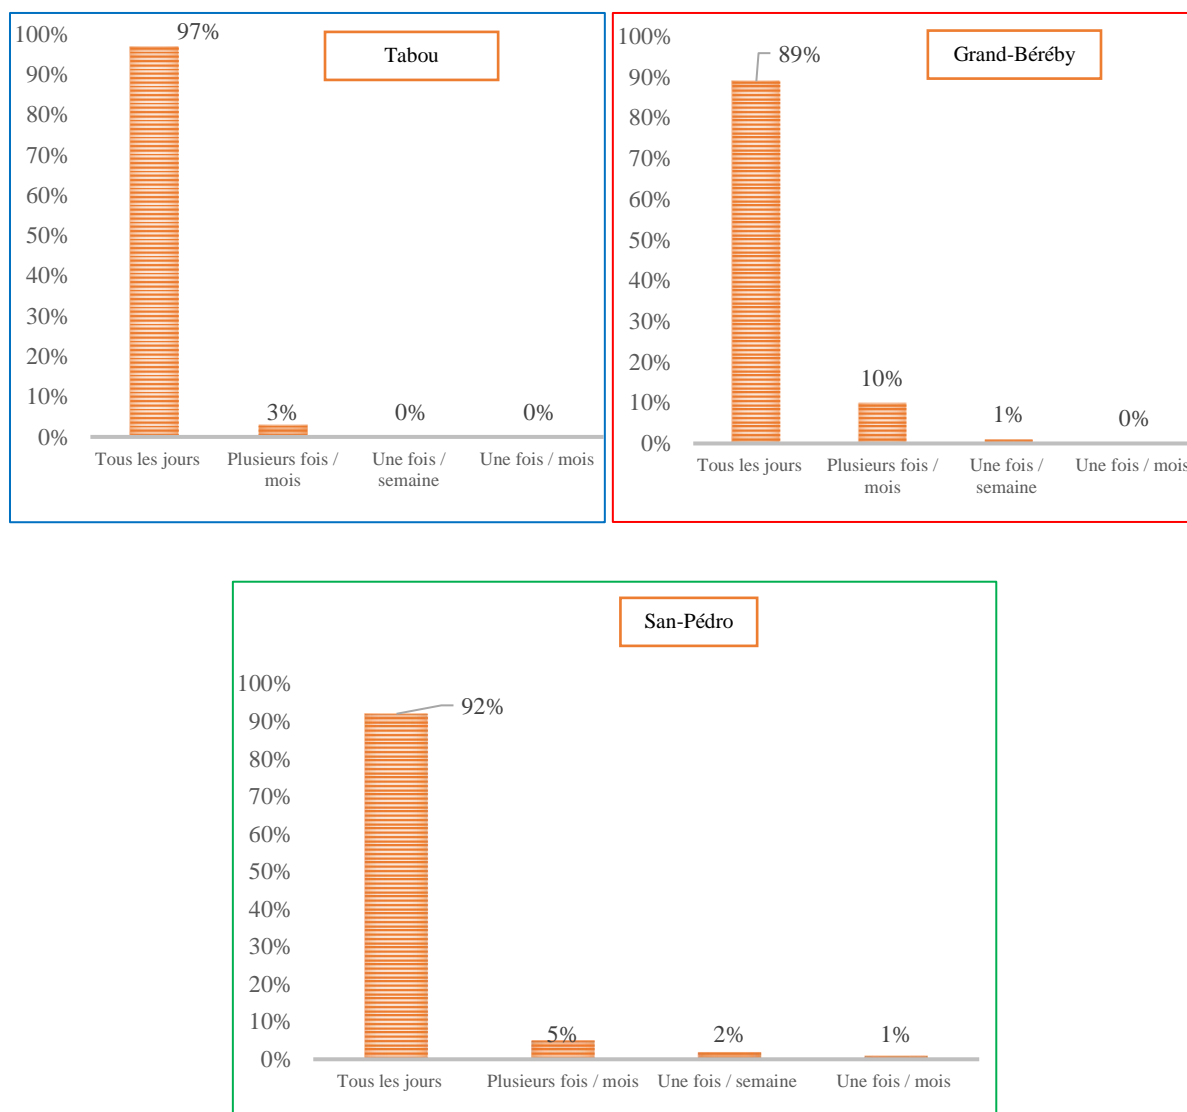 Tabou
100%
90%
80%
70%
60%
50%
40%
30%
20%
10%
0%
97%
3%
0%
0%
Tous les jours
Plusieurs fois /
mois
Une fois /
semaine
Une fois / mois
Grand-Béréby
100%
90%
80%
70%
60%
50%
40%
30%
20%
10%
0%
89%
10%
1%
0%
Tous les jours
Plusieurs fois /
mois
Une fois /
semaine
Une fois / mois
San-Pédro
100%
90%
80%
70%
60%
50%
40%
30%
20%
10%
0%
92%
5%
2%
1%
Tous les jours
Plusieurs fois / mois
Une fois / semaine
Une fois / mois